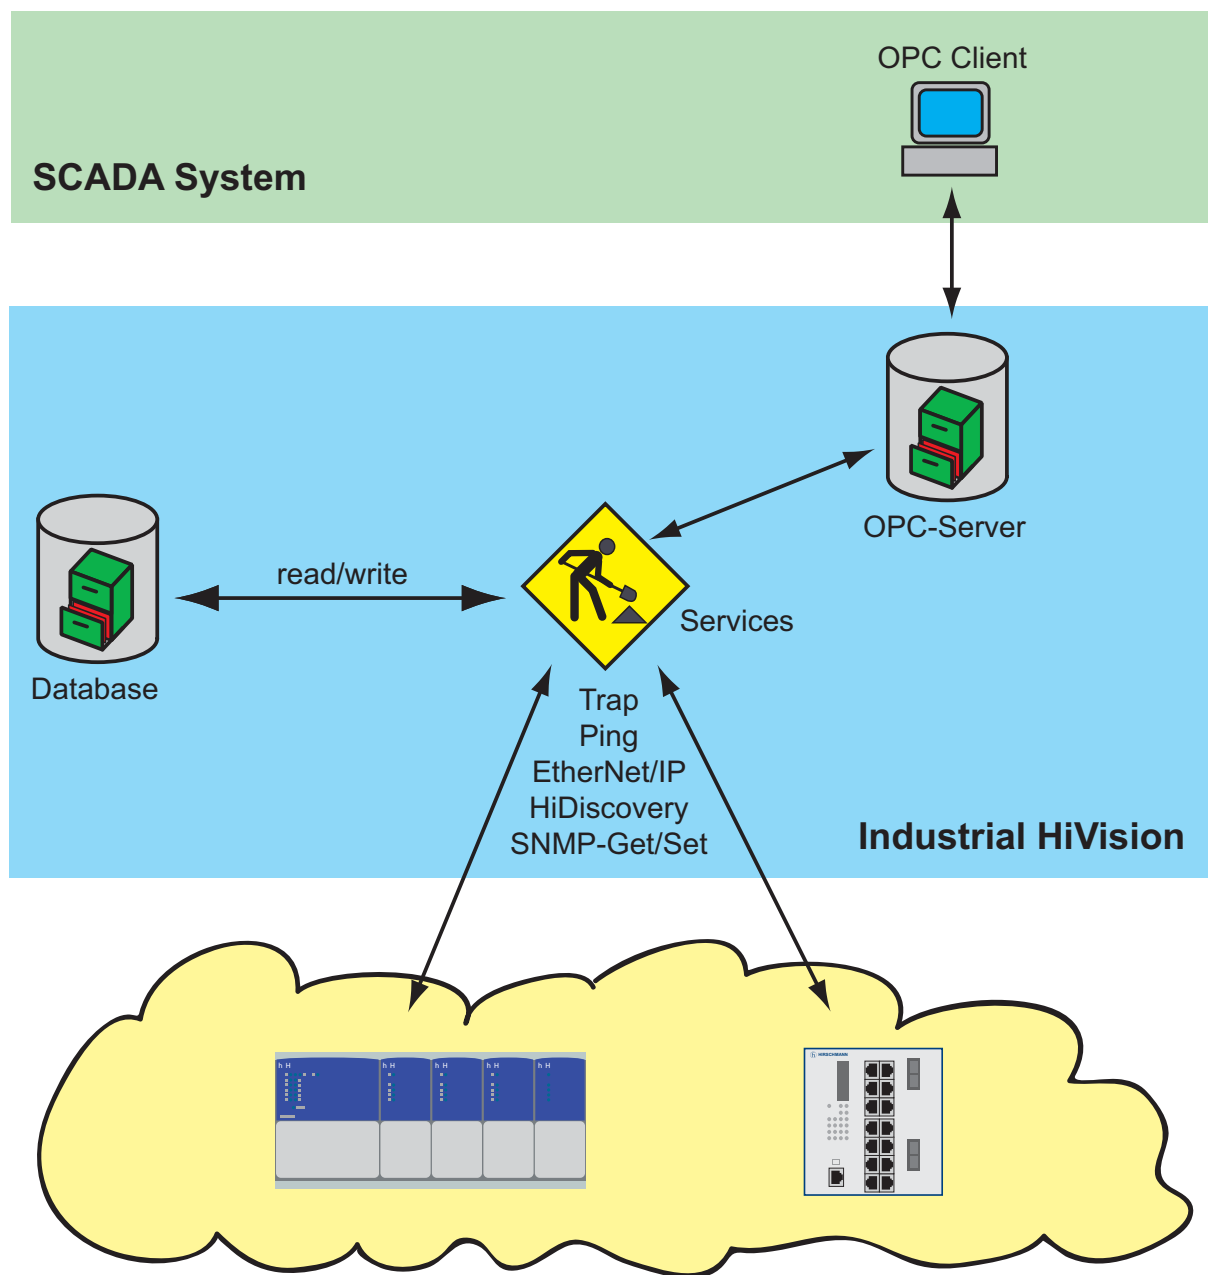 OPC Client
SCADA System
OPC-Server
read/write
Services
Database
Trap
Ping
EtherNet/IP
HiDiscovery
SNMP-Get/Set
Industrial HiVision
h H
h H
h H
h H
h H
h HIRSCHMANN